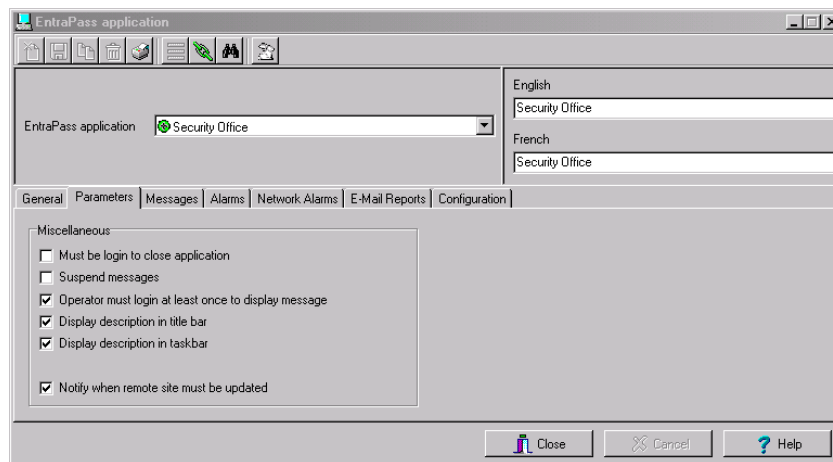 EntraPass application
English
Security Office
EntraPass application
Security Office
French
Security Office
General
Parameters
Messages
Alarms
Network Alarms
E-Mail Reports
Configuration
Miscellaneous
Must be login to close application
Suspend messages
Operator must login at least once to display message
Display description in title bar
Display description in taskbar
Notify when remote site must be updated
Close
Cancel
Help